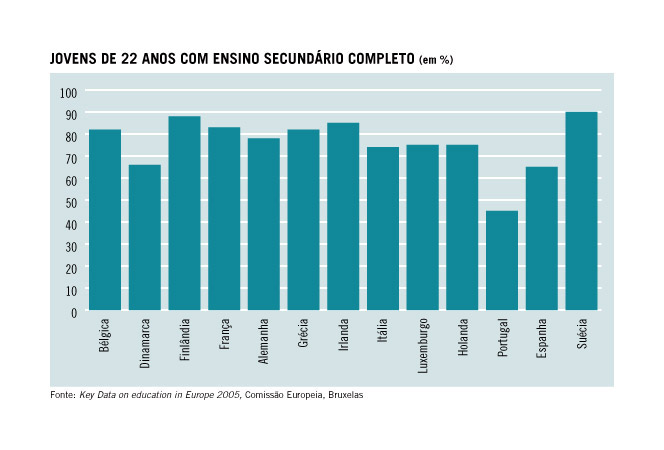 JOVENS DE 22 ANOS COM ENSINO SECUNDÁRIO COMPLETO (em %)
100
90
80
70
60
50
40
30
20
10
0
Bélgica
Dinamarca
Finlândia
França
Alemanha
Grécia
Irlanda
Itália
Luxemburgo
Holanda
Portugal
Espanha
Suécia
Fonte: Key Data on education in Europe 2005, Comissão Europeia, Bruxelas